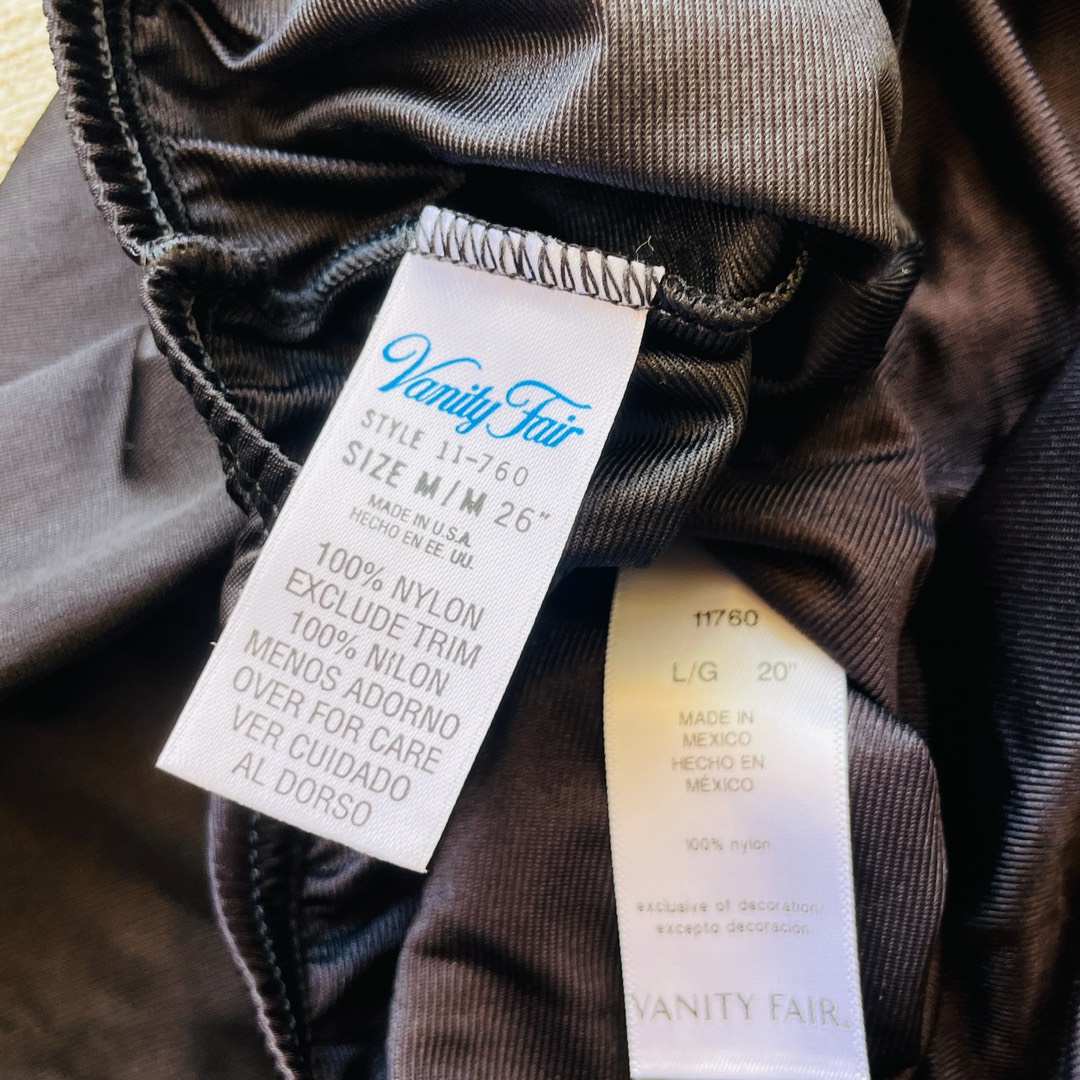 Vanity Fair
STYLE 11-760
SIZE M/M 26"
MADE IN U.S.A.
HECHO EN EE. UU.
100% NYLON
EXCLUDE TRIM
100% NILON
MENOS ADORNO
OVER FOR CARE
VER CUIDADO
AL DORSO
11760
L/G 20"
MADE IN
MEXICO
HECHO EN
MÉXICO
100% nylon
exclusive of decoration/
excepto decoración
VANITY FAIR®